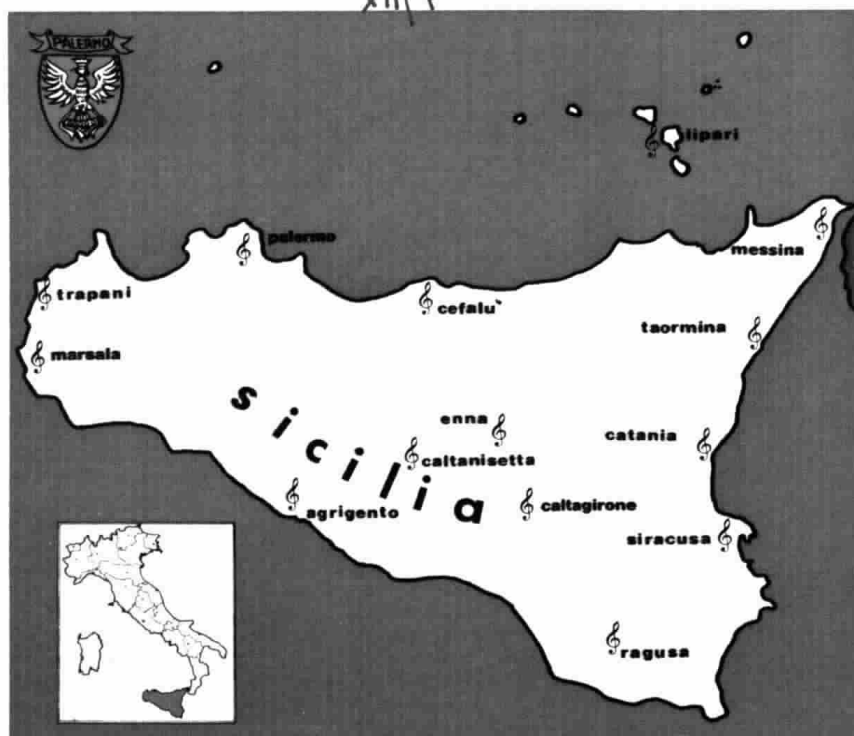 PALERMO
lipari
palermo
messina
trapani
cefalu`
taormina
marsala
enna
catania
caltanisetta
sicilia
agrigento
caltagirone
siracusa
ragusa